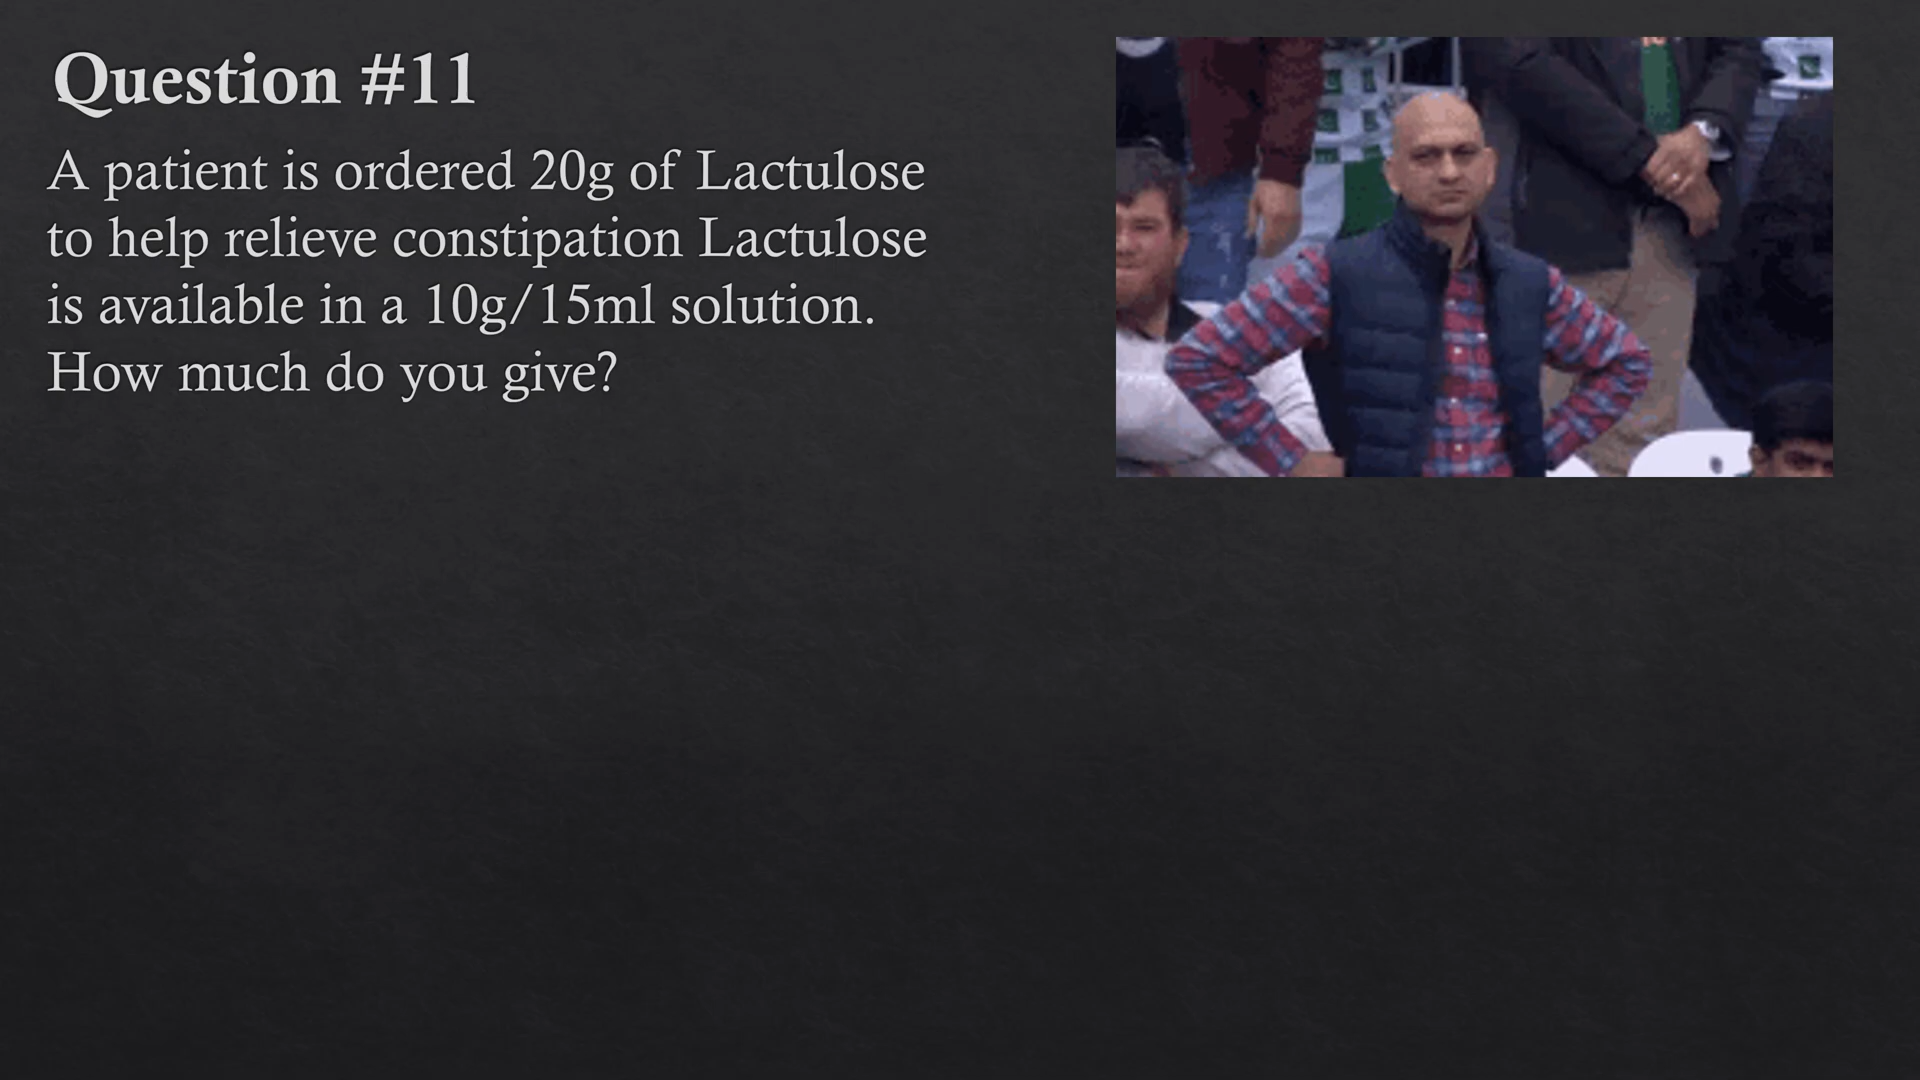 Question #11
A patient is ordered 20g of Lactulose
to help relieve constipation Lactulose
is available in a 10g/15ml solution.
How much do you give?